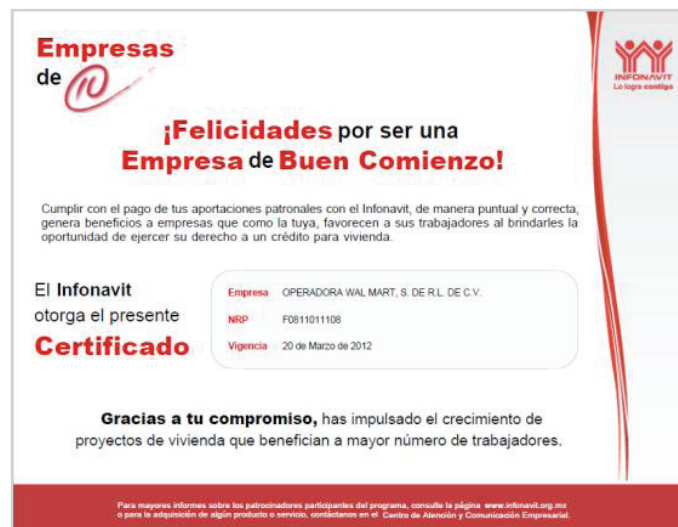 Empresas
de 10
INFONAVIT
La logra contigo
¡Felicidades por ser una
Empresa de Buen Comienzo!
Cumplir con el pago de tus aportaciones patronales con el Infonavit, de manera puntual y correcta,
genera beneficios a empresas que como la tuya, favorecen a sus trabajadores al brindarles la
oportunidad de ejercer su derecho a un crédito para vivienda.
El Infonavit
otorga el presente
Certificado
Empresa OPERADORA WAL MART, S. DE R.L. DE C.V.
NRP F0811011108
Vigencia 20 de Marzo de 2012
Gracias a tu compromiso, has impulsado el crecimiento de
proyectos de vivienda que benefician a mayor número de trabajadores.
Para mayores informes sobre los patrocinadores participantes del programa, consulte la página www.infonavit.org.mx
o para la adquisición de algún producto o servicio, contáctanos en el Centro de Atención y Comunicación Empresarial.